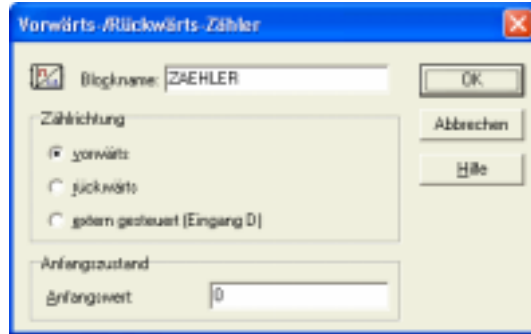 Vorwärts-/Rückwärts-Zähler
Blockname: ZAEHLER
OK
Zählrichtung
Abbrechen
vorwärts
Hilfe
rückwärts
extern gesteuert (Eingang D)
Anfangszustand
Anfangswert 0